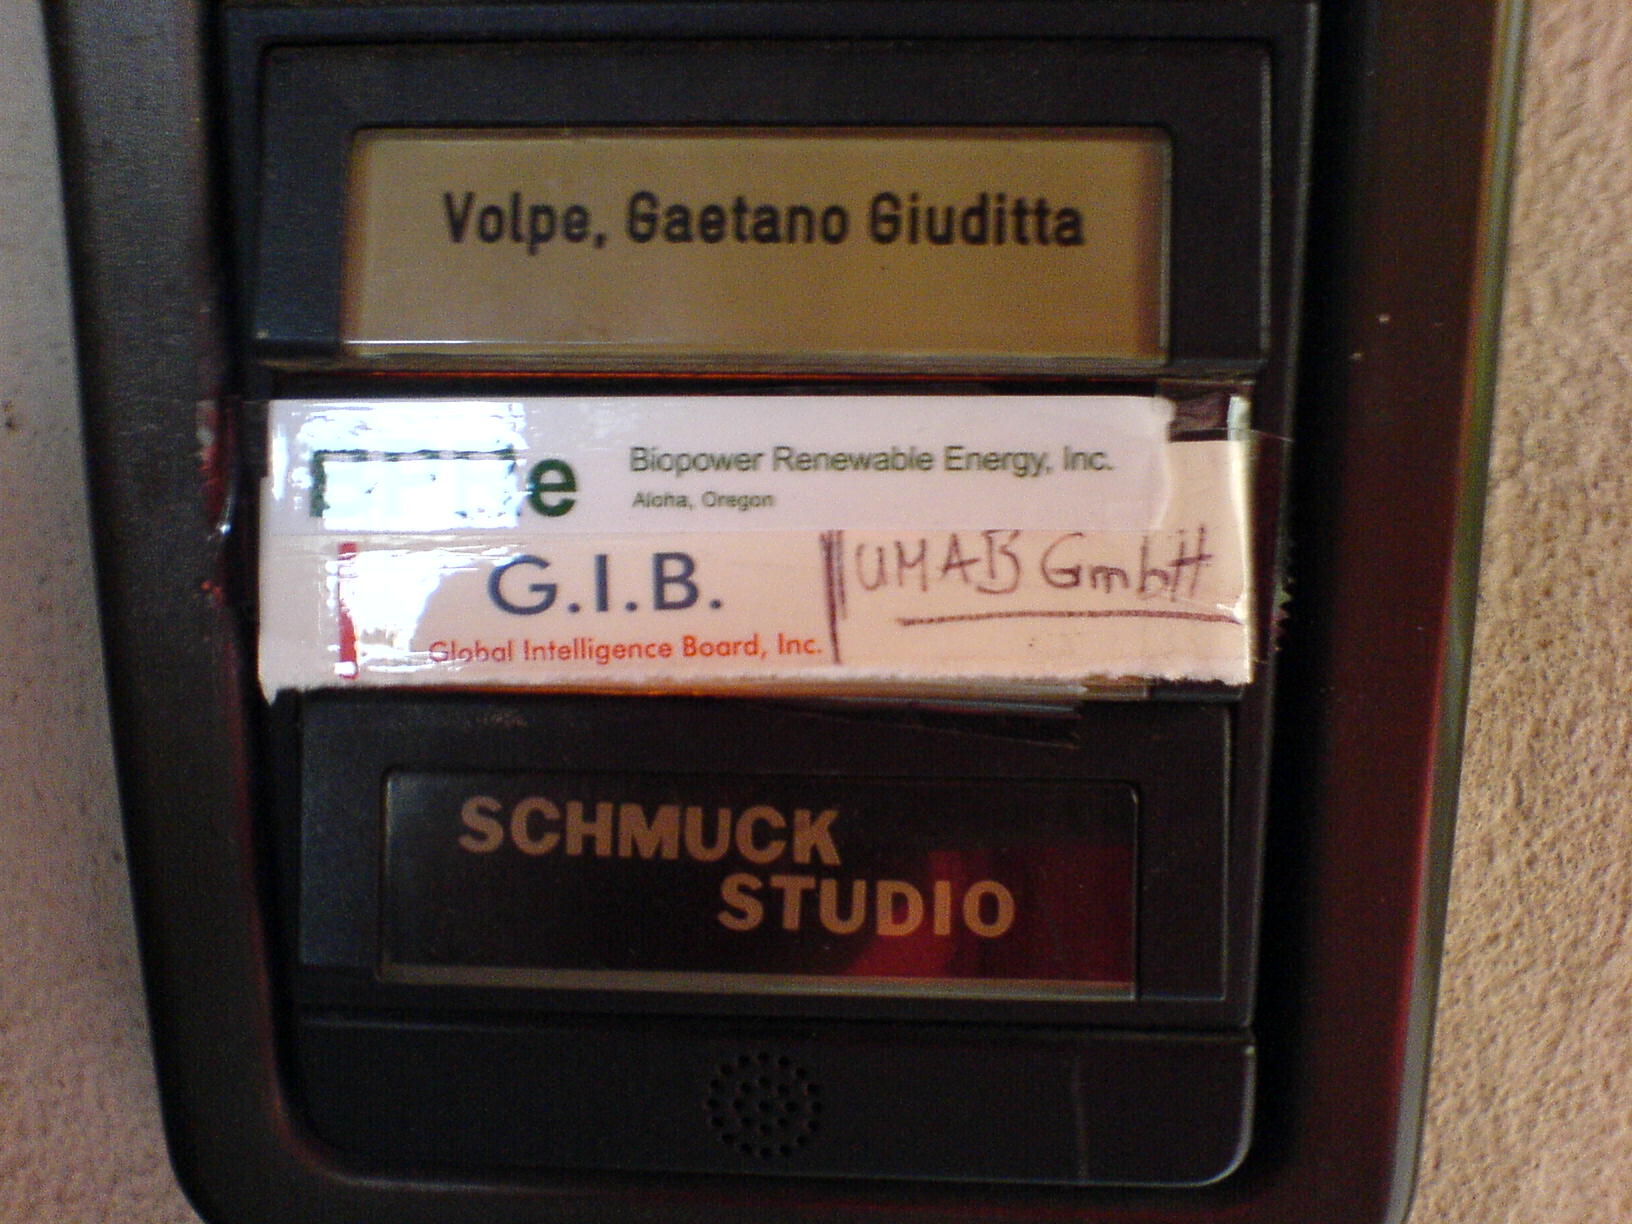 Volpe, Gaetano Giuditta
Biopower Renewable Energy, Inc.
Aloha, Oregon
G.I.B.
UMAB GmbH
Global Intelligence Board, Inc.
SCHMUCK
STUDIO